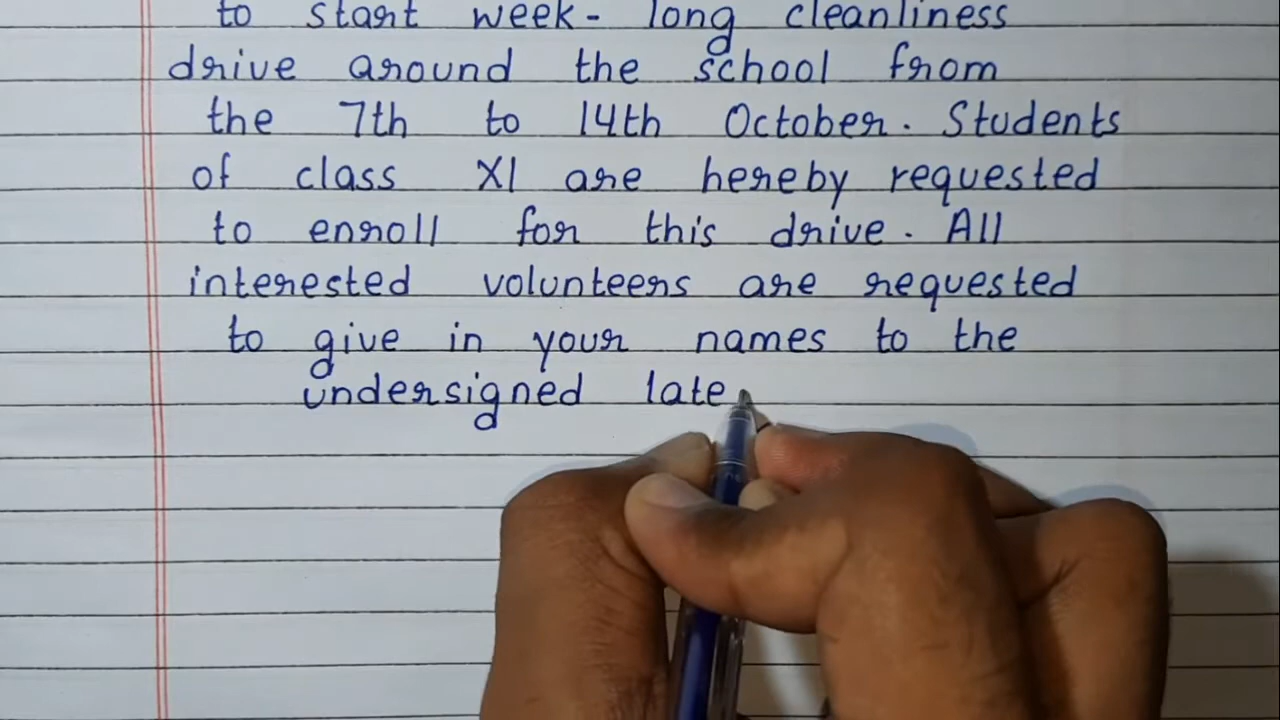 to start week- long cleanliness
drive around the school from
the 7th to 14th October. Students
of class XI are hereby requested
to enroll for this drive. All
interested volunteers are requested
to give in your names to the
undersigned late